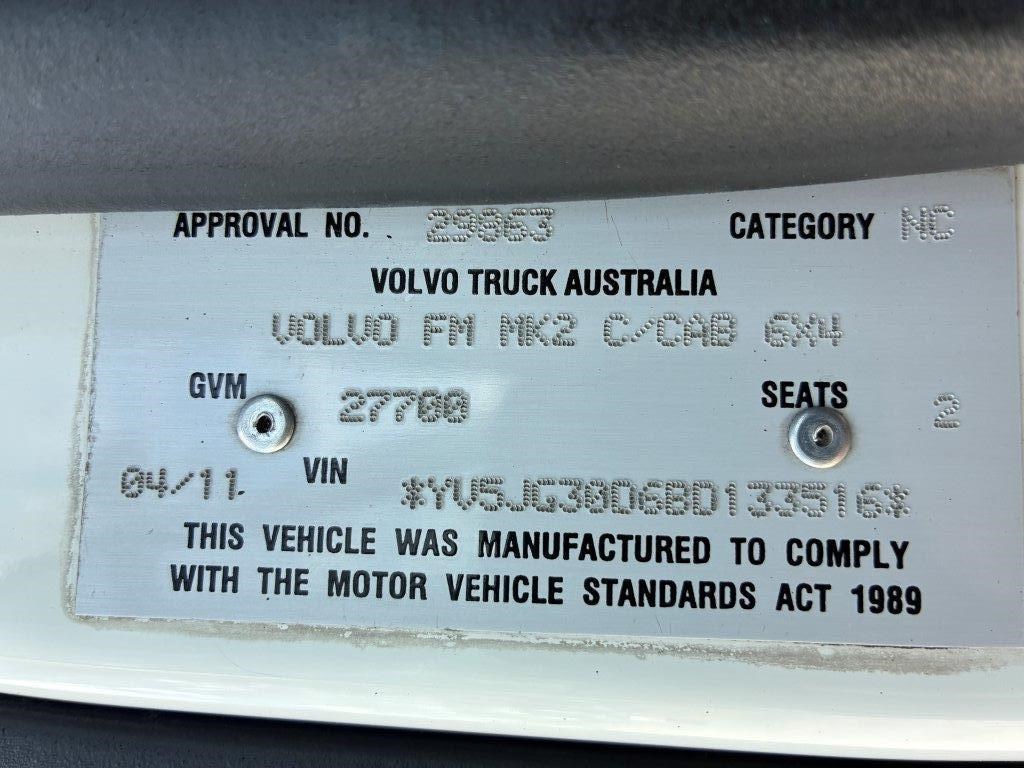 APPROVAL NO. 29863 CATEGORY NC
VOLVO TRUCK AUSTRALIA
VOLVO FM MK2 C/CAB 6X4
GVM 27700 SEATS 2
04/11 VIN *YV5JG30D6BD133516*
THIS VEHICLE WAS MANUFACTURED TO COMPLY
WITH THE MOTOR VEHICLE STANDARDS ACT 1989